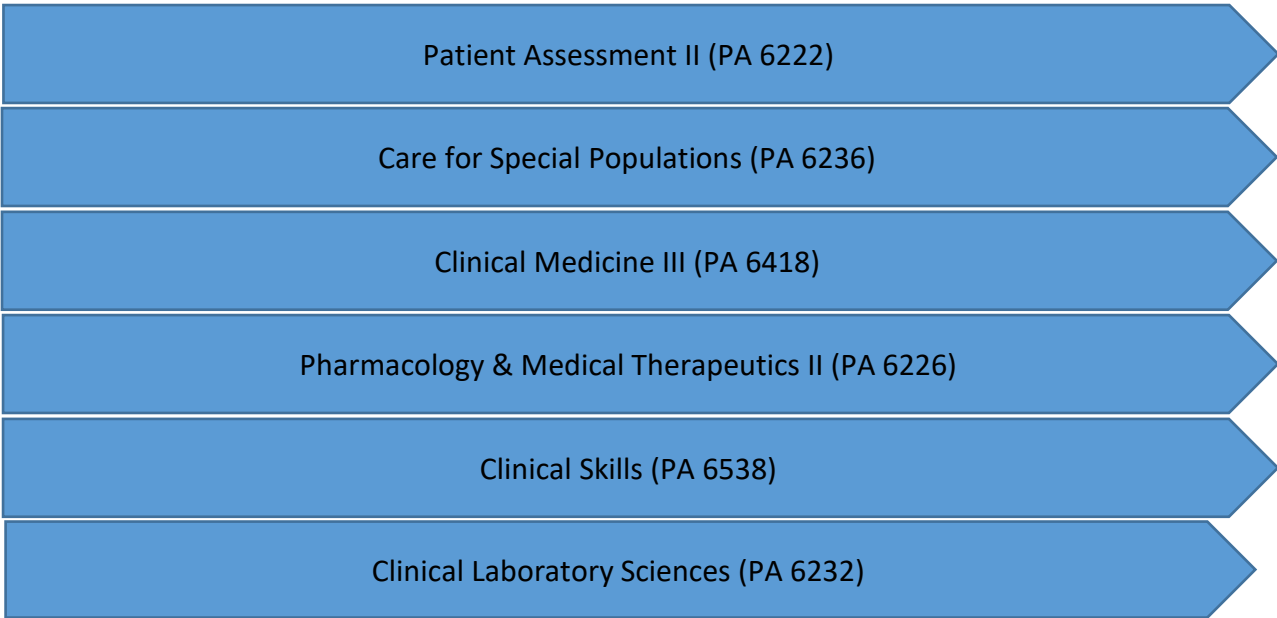 Patient Assessment II (PA 6222)
Care for Special Populations (PA 6236)
Clinical Medicine III (PA 6418)
Pharmacology & Medical Therapeutics II (PA 6226)
Clinical Skills (PA 6538)
Clinical Laboratory Sciences (PA 6232)